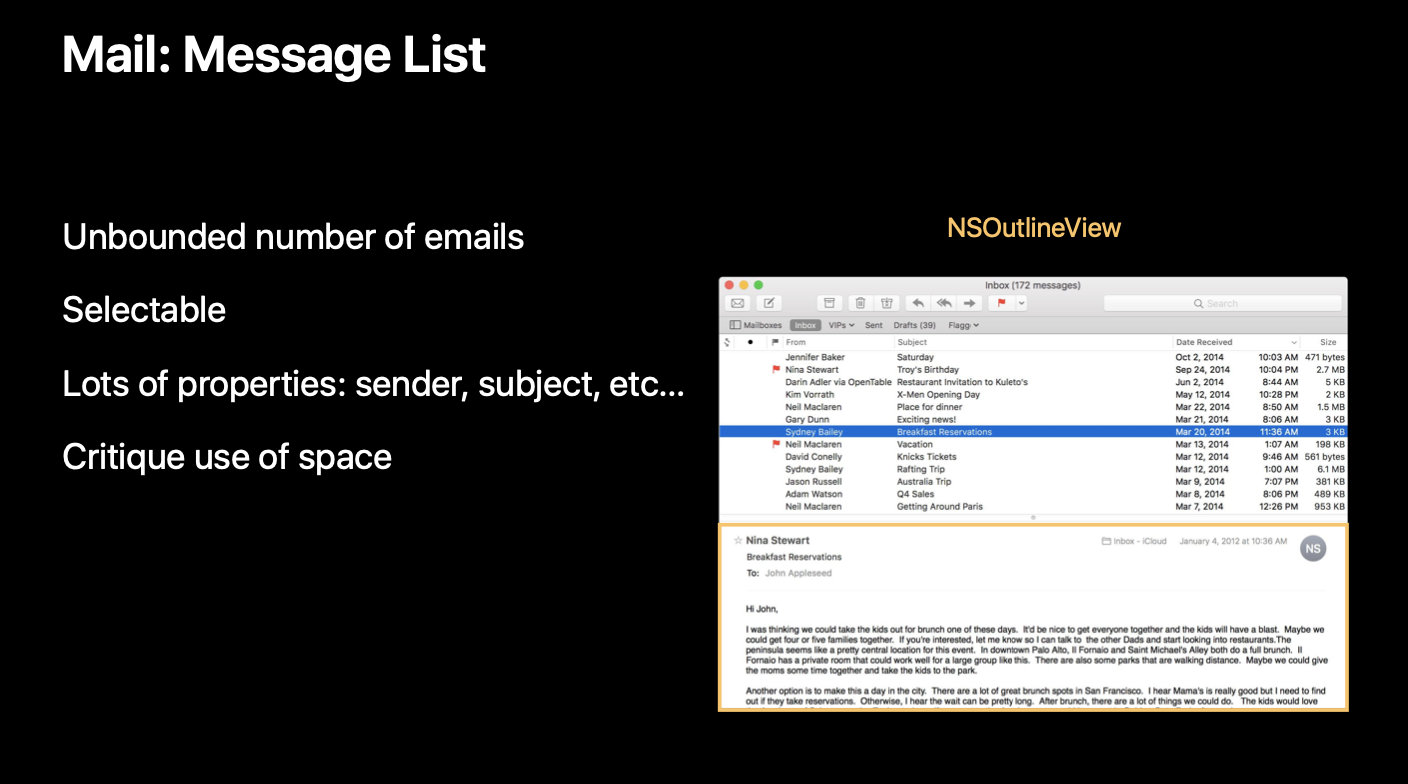 Mail: Message List
Unbounded number of emails
Selectable
Lots of properties: sender, subject, etc...
Critique use of space
NSOutlineView
Inbox (172 messages)
Search
Mailboxes Inbox VIPs Sent Drafts (39) Flagg
From Subject Date Received Size
Jennifer Baker Saturday Oct 2, 2014 10:03 AM 471 bytes
Nina Stewart Troy's Birthday Sep 24, 2014 10:04 PM 2.7 MB
Darin Adler via OpenTable Restaurant Invitation to Kuleto's Jun 2, 2014 8:44 AM 5 KB
Kim Vorrath X-Men Opening Day May 12, 2014 10:28 PM 2 KB
Neil Maclaren Place for dinner Mar 22, 2014 8:50 AM 1.5 MB
Gary Dunn Exciting news! Mar 21, 2014 8:06 AM 3 KB
Sydney Bailey Breakfast Reservations Mar 20, 2014 11:36 AM 3 KB
Neil Maclaren Vacation Mar 13, 2014 1:07 AM 198 KB
David Conelly Knicks Tickets Mar 12, 2014 9:46 AM 561 bytes
Sydney Bailey Rafting Trip Mar 12, 2014 1:00 AM 6.1 MB
Jason Russell Australia Trip Mar 9, 2014 7:07 PM 381 KB
Adam Watson Q4 Sales Mar 8, 2014 8:06 PM 489 KB
Neil Maclaren Getting Around Paris Mar 7, 2014 12:26 PM 953 KB
Nina Stewart Inbox - iCloud January 4, 2012 at 10:36 AM NS
Breakfast Reservations
To: John Appleseed
Hi John,
I was thinking we could take the kids out for brunch one of these days. It'd be nice to get everyone together and the kids will have a blast. Maybe we
could get four or five families together. If you're interested, let me know so I can talk to the other Dads and start looking into restaurants.The
peninsula seems like a pretty central location for this event. In downtown Palo Alto, Il Fornaio and Saint Michael's Alley both do a full brunch. Il
Fornaio has a private room that could work well for a large group like this. There are also some parks that are walking distance. Maybe we could give
the moms some time together and take the kids to the park.
Another option is to make this a day in the city. There are a lot of great brunch spots in San Francisco. I hear Mama's is really good but I need to find
out if they take reservations. Otherwise, I hear the wait can be pretty long. After brunch, there are a lot of things we could do. The kids would love